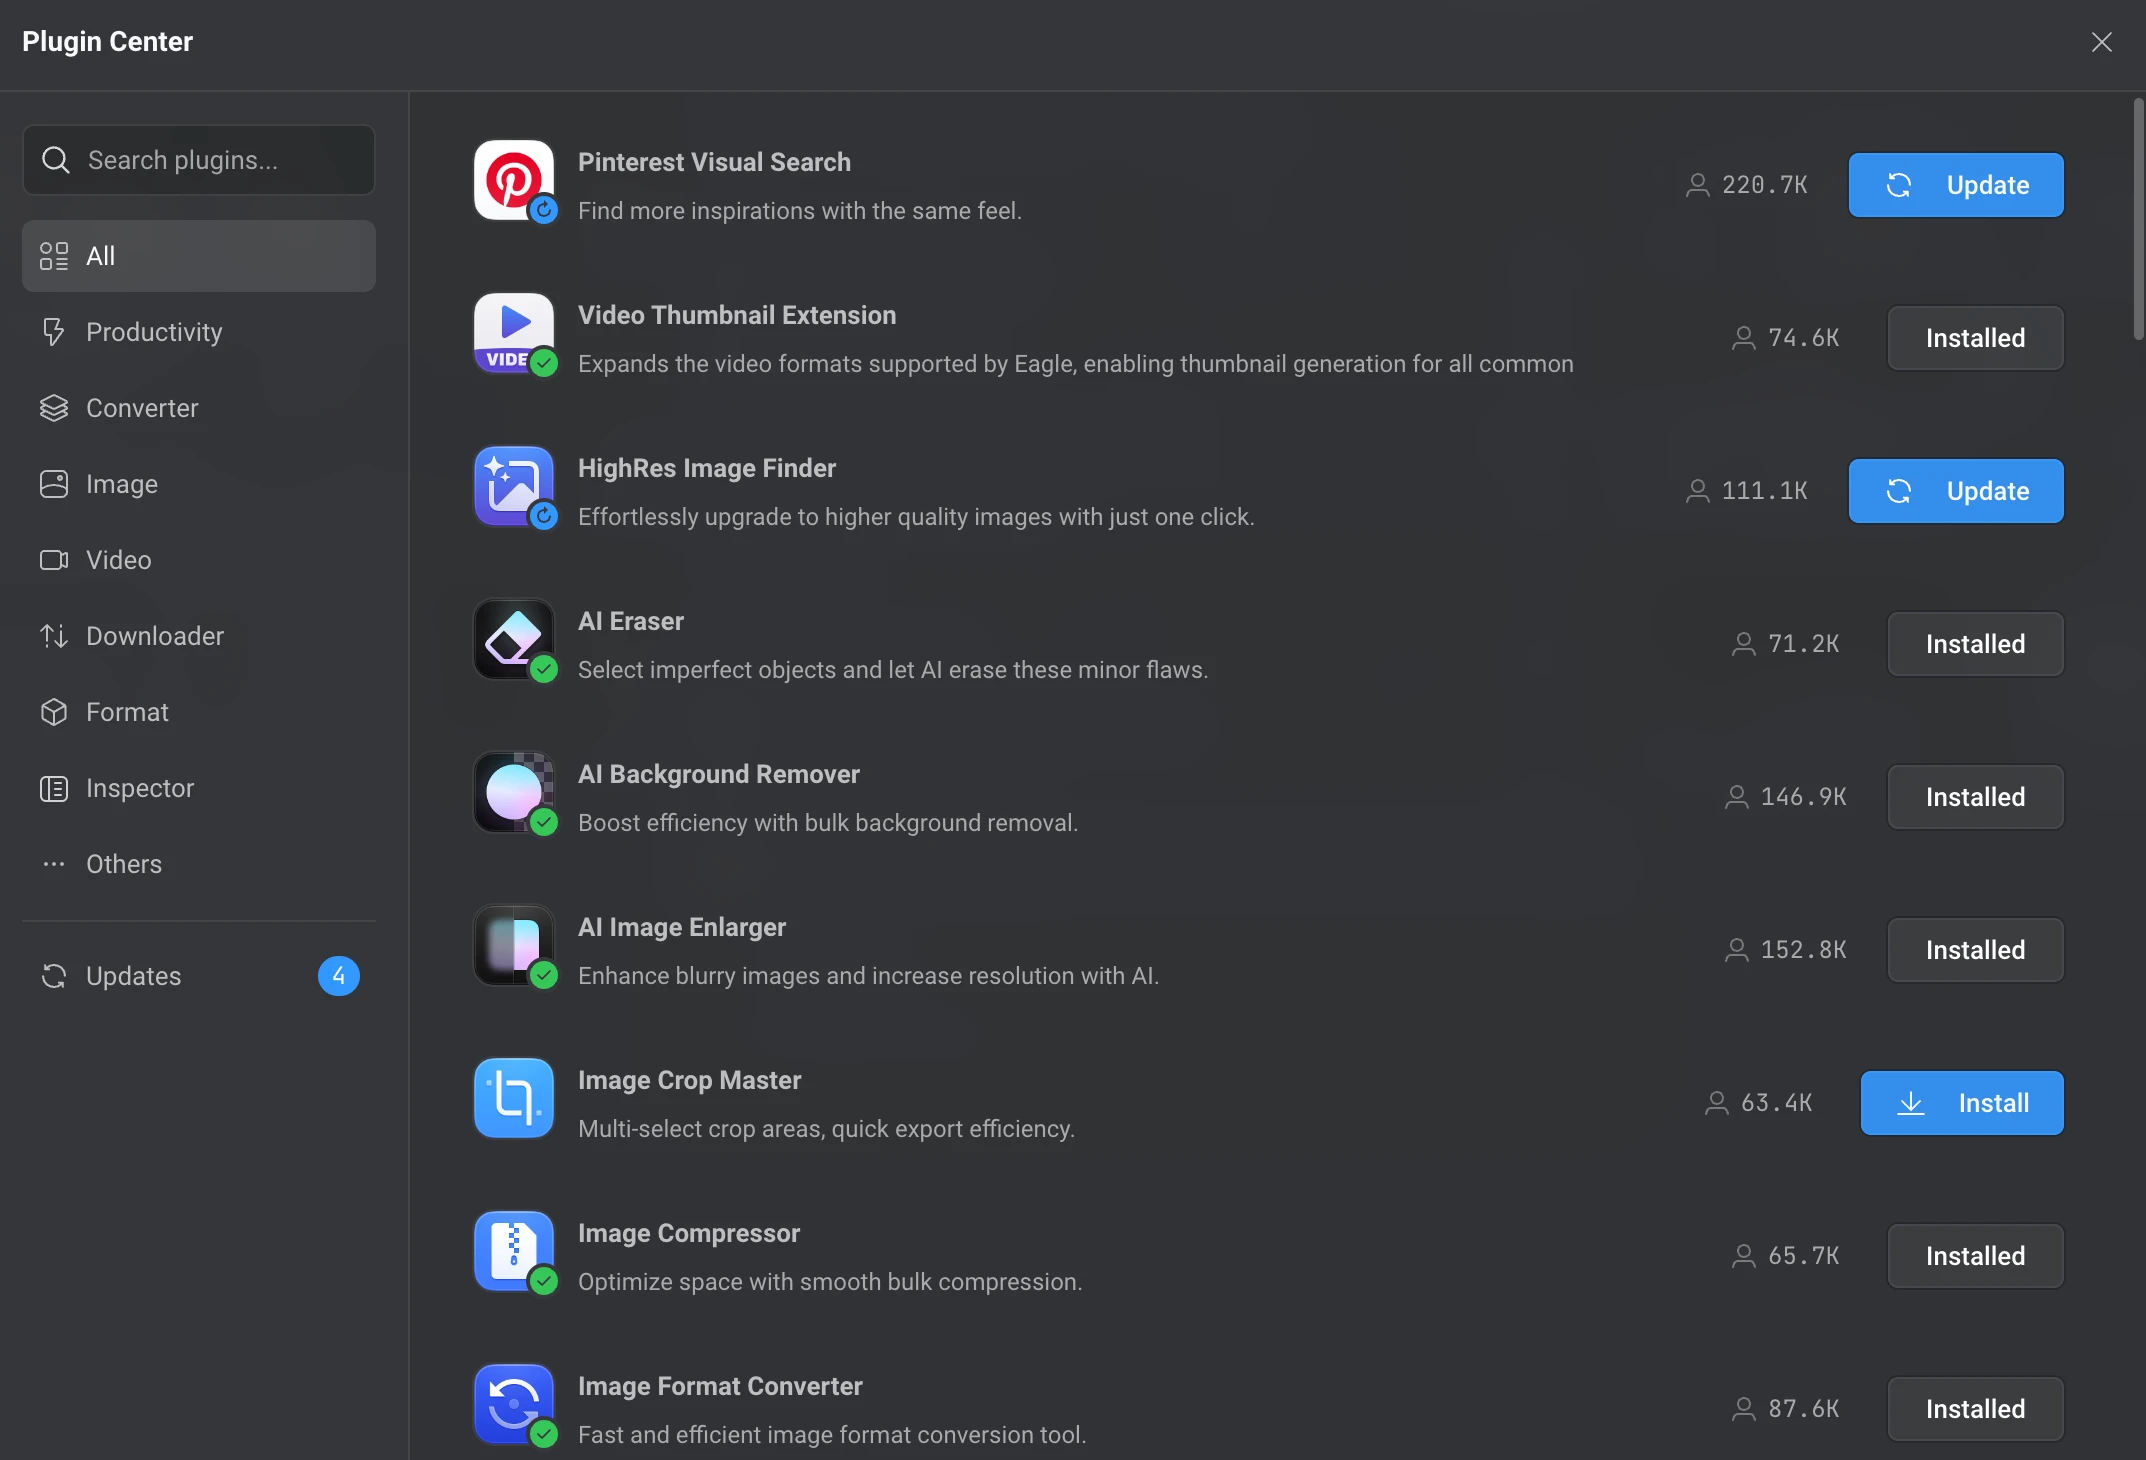 Plugin Center
Search plugins...
All
Productivity
Converter
Image
Video
Downloader
Format
Inspector
Others
Updates 4
Pinterest Visual Search
Find more inspirations with the same feel.
220.7K Update
VIDE
Video Thumbnail Extension
Expands the video formats supported by Eagle, enabling thumbnail generation for all common
74.6K Installed
HighRes Image Finder
Effortlessly upgrade to higher quality images with just one click.
111.1K Update
AI Eraser
Select imperfect objects and let AI erase these minor flaws.
71.2K Installed
AI Background Remover
Boost efficiency with bulk background removal.
146.9K Installed
AI Image Enlarger
Enhance blurry images and increase resolution with AI.
152.8K Installed
Image Crop Master
Multi-select crop areas, quick export efficiency.
63.4K Install
Image Compressor
Optimize space with smooth bulk compression.
65.7K Installed
Image Format Converter
Fast and efficient image format conversion tool.
87.6K Installed